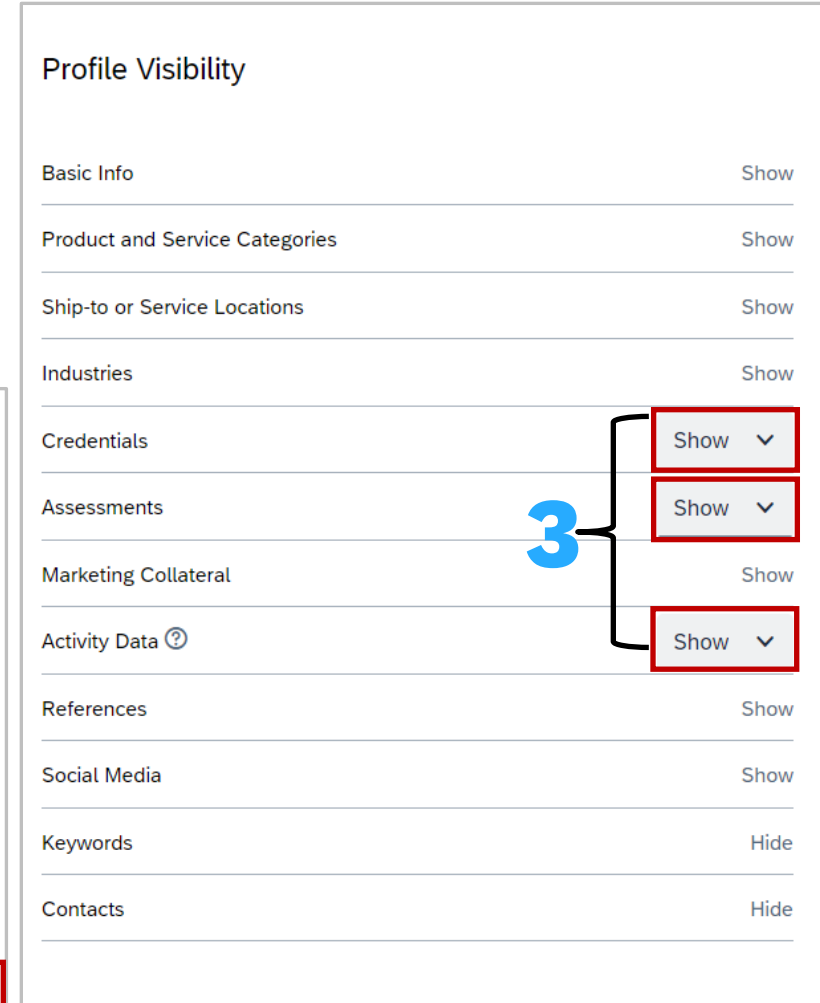 Profile Visibility
Basic Info Show
Product and Service Categories Show
Ship-to or Service Locations Show
Industries Show
Credentials Show
Assessments Show
3
Marketing Collateral Show
Activity Data ? Show
References Show
Social Media Show
Keywords Hide
Contacts Hide